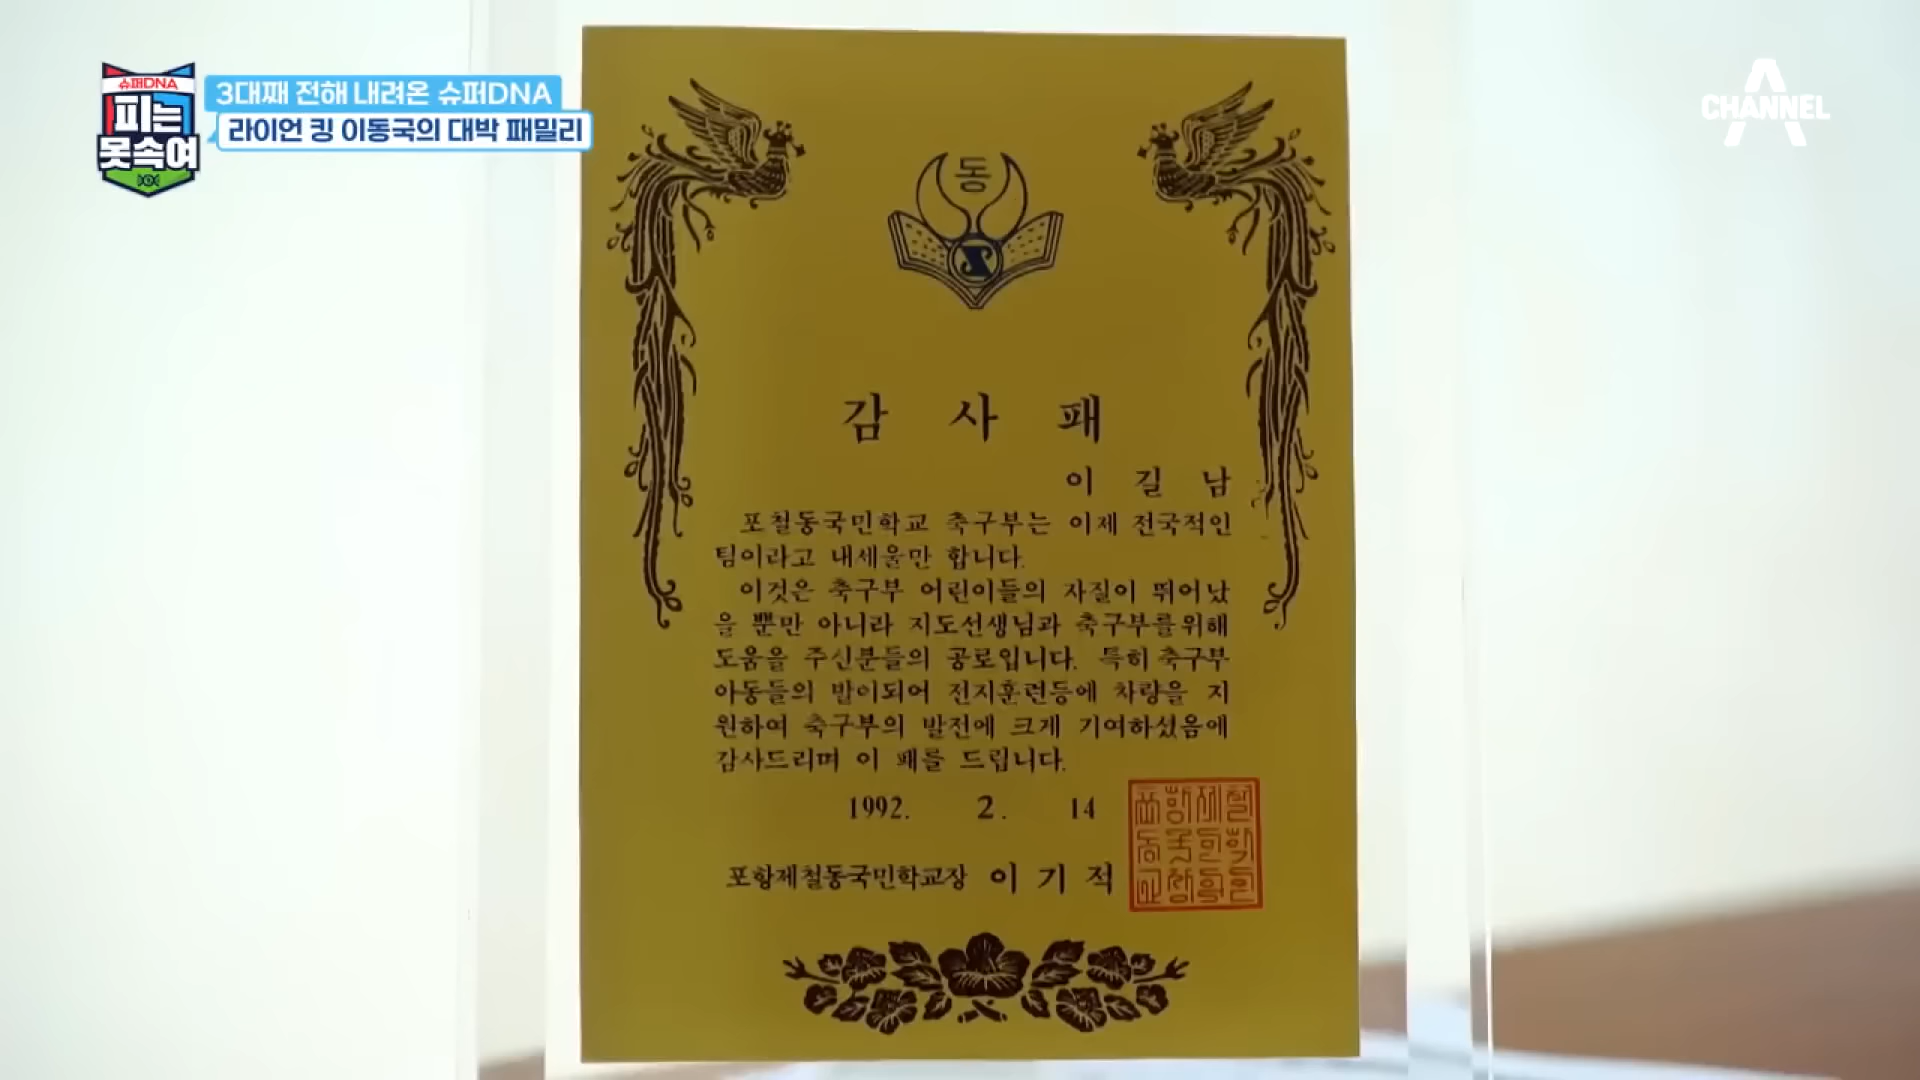 슈퍼DNA
피는
못속여
3대째 전해 내려온 슈퍼DNA
라이언 킹 이동국의 대박 패밀리
CHANNEL A
동
감 사 패
이 길 남
포철동국민학교 축구부는 이제 전국적인
팀이라고 내세울만 합니다.
이것은 축구부 어린이들의 자질이 뛰어났
을 뿐만 아니라 지도선생님과 축구부를위해
도움을 주신분들의 공로입니다. 특히 축구부
아동들의 발이되어 전지훈련등에 차량을 지
원하여 축구부의 발전에 크게 기여하셨음에
감사드리며 이 패를 드립니다.
1992. 2. 14
포항제철동국민학교장 이 기 적